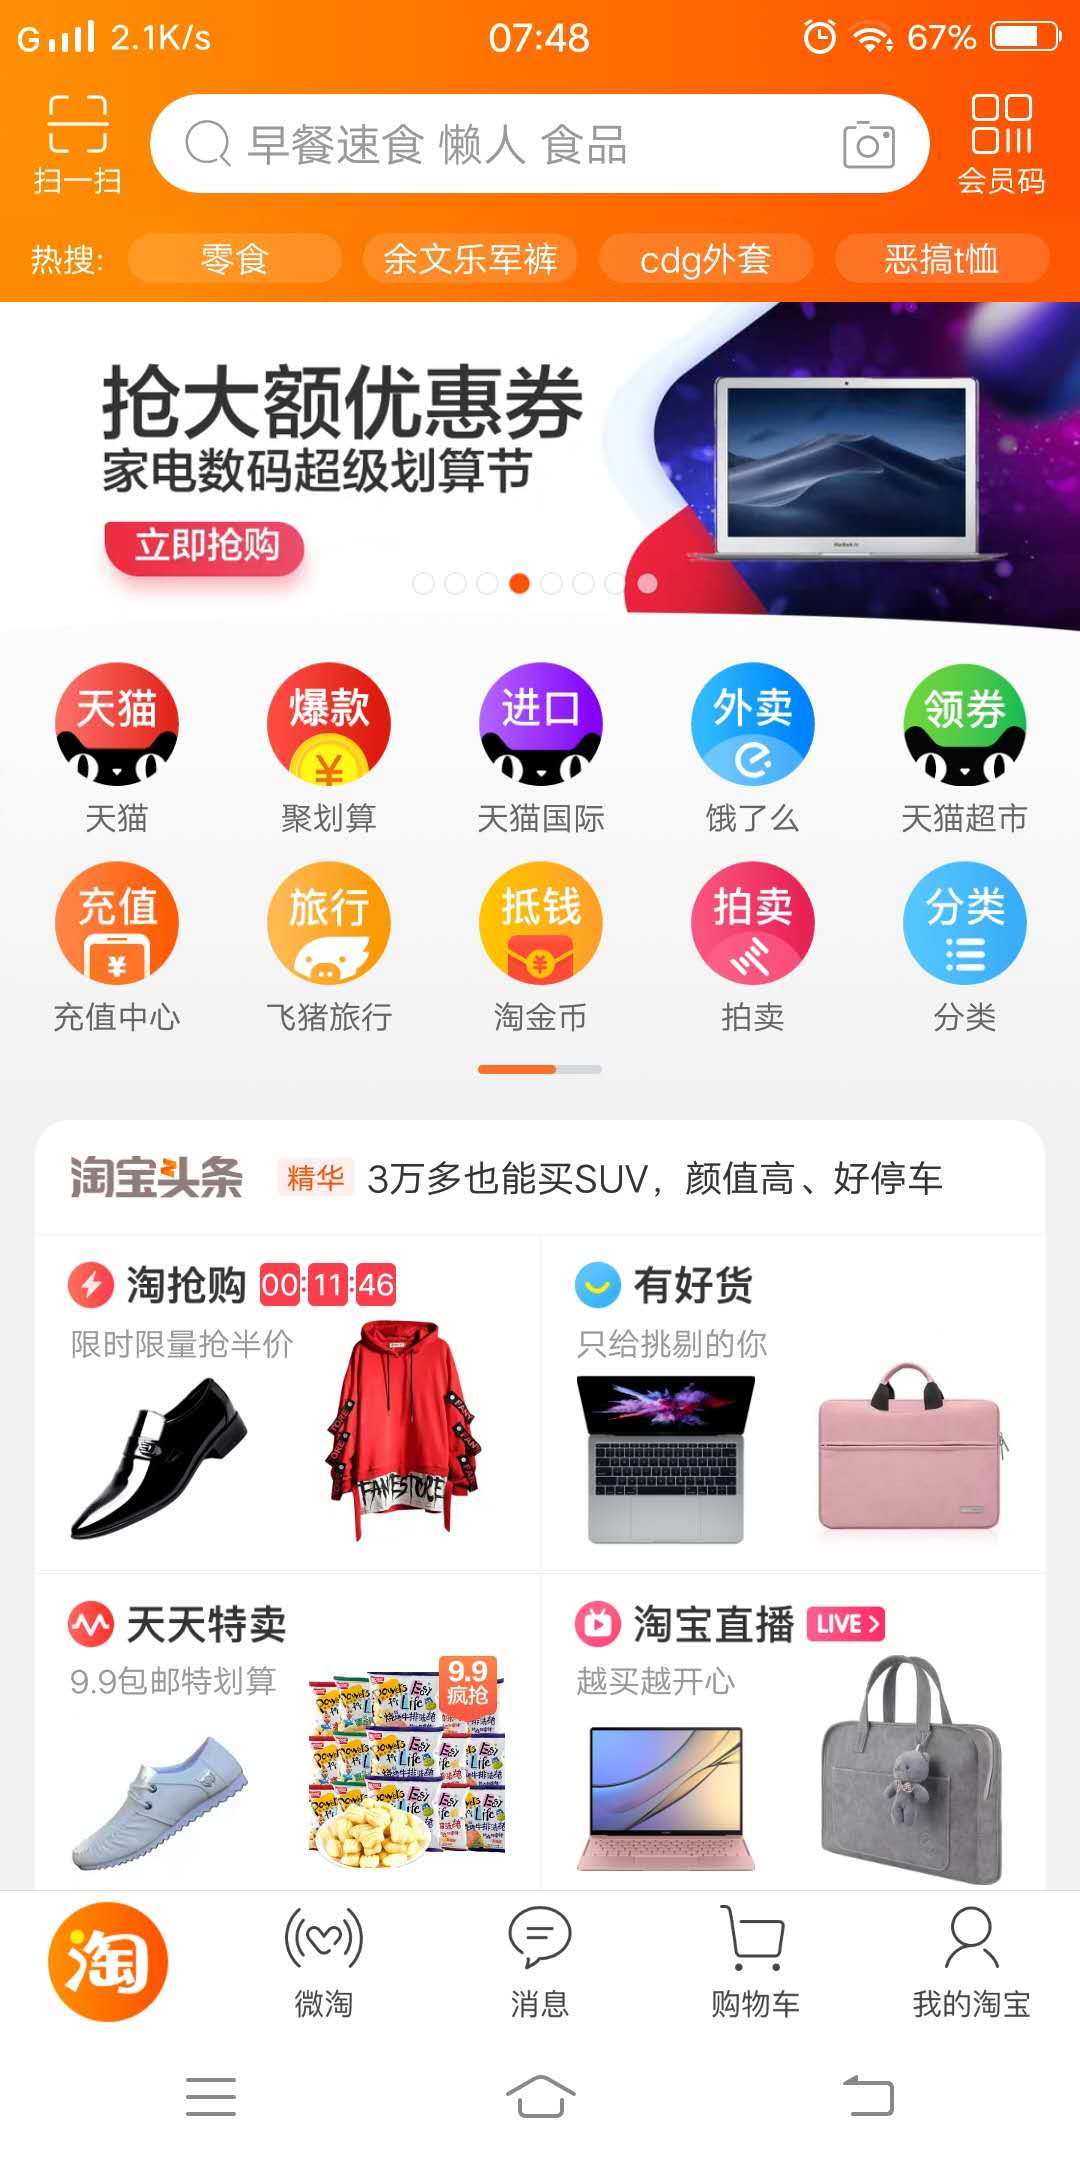 G 2.1K/s 07:48 67%
扫一扫 早餐速食 懒人 食品 会员码
热搜: 零食 余文乐军裤 cdg外套 恶搞t恤
抢大额优惠券
家电数码超级划算节
立即抢购
MacBook Air
天猫 爆款 进口 外卖 领券
天猫 聚划算 天猫国际 饿了么 天猫超市
充值 旅行 抵钱 拍卖 分类
充值中心 飞猪旅行 淘金币 拍卖 分类
淘宝头条 精华 3万多也能买SUV，颜值高、好停车
淘抢购 00:11:46 有好货
限时限量抢半价 只给挑剔的你
FANESTOLE
天天特卖 淘宝直播 LIVE >
9.9包邮特划算 越买越开心
9.9
疯抢
淘
微淘 消息 购物车 我的淘宝